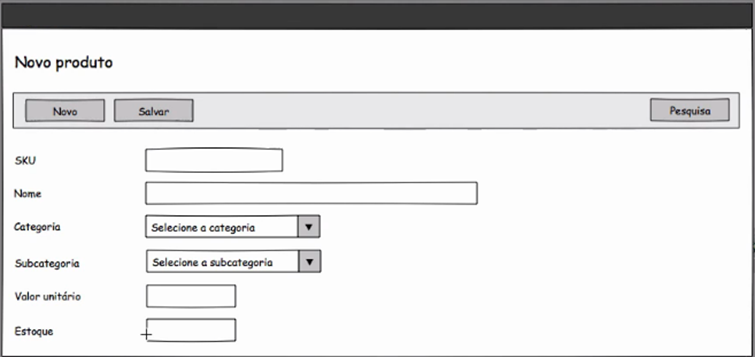 Novo produto
Novo Salvar Pesquisa
SKU
Nome
Categoria Selecione a categoria
Subcategoria Selecione a subcategoria
Valor unitário
Estoque